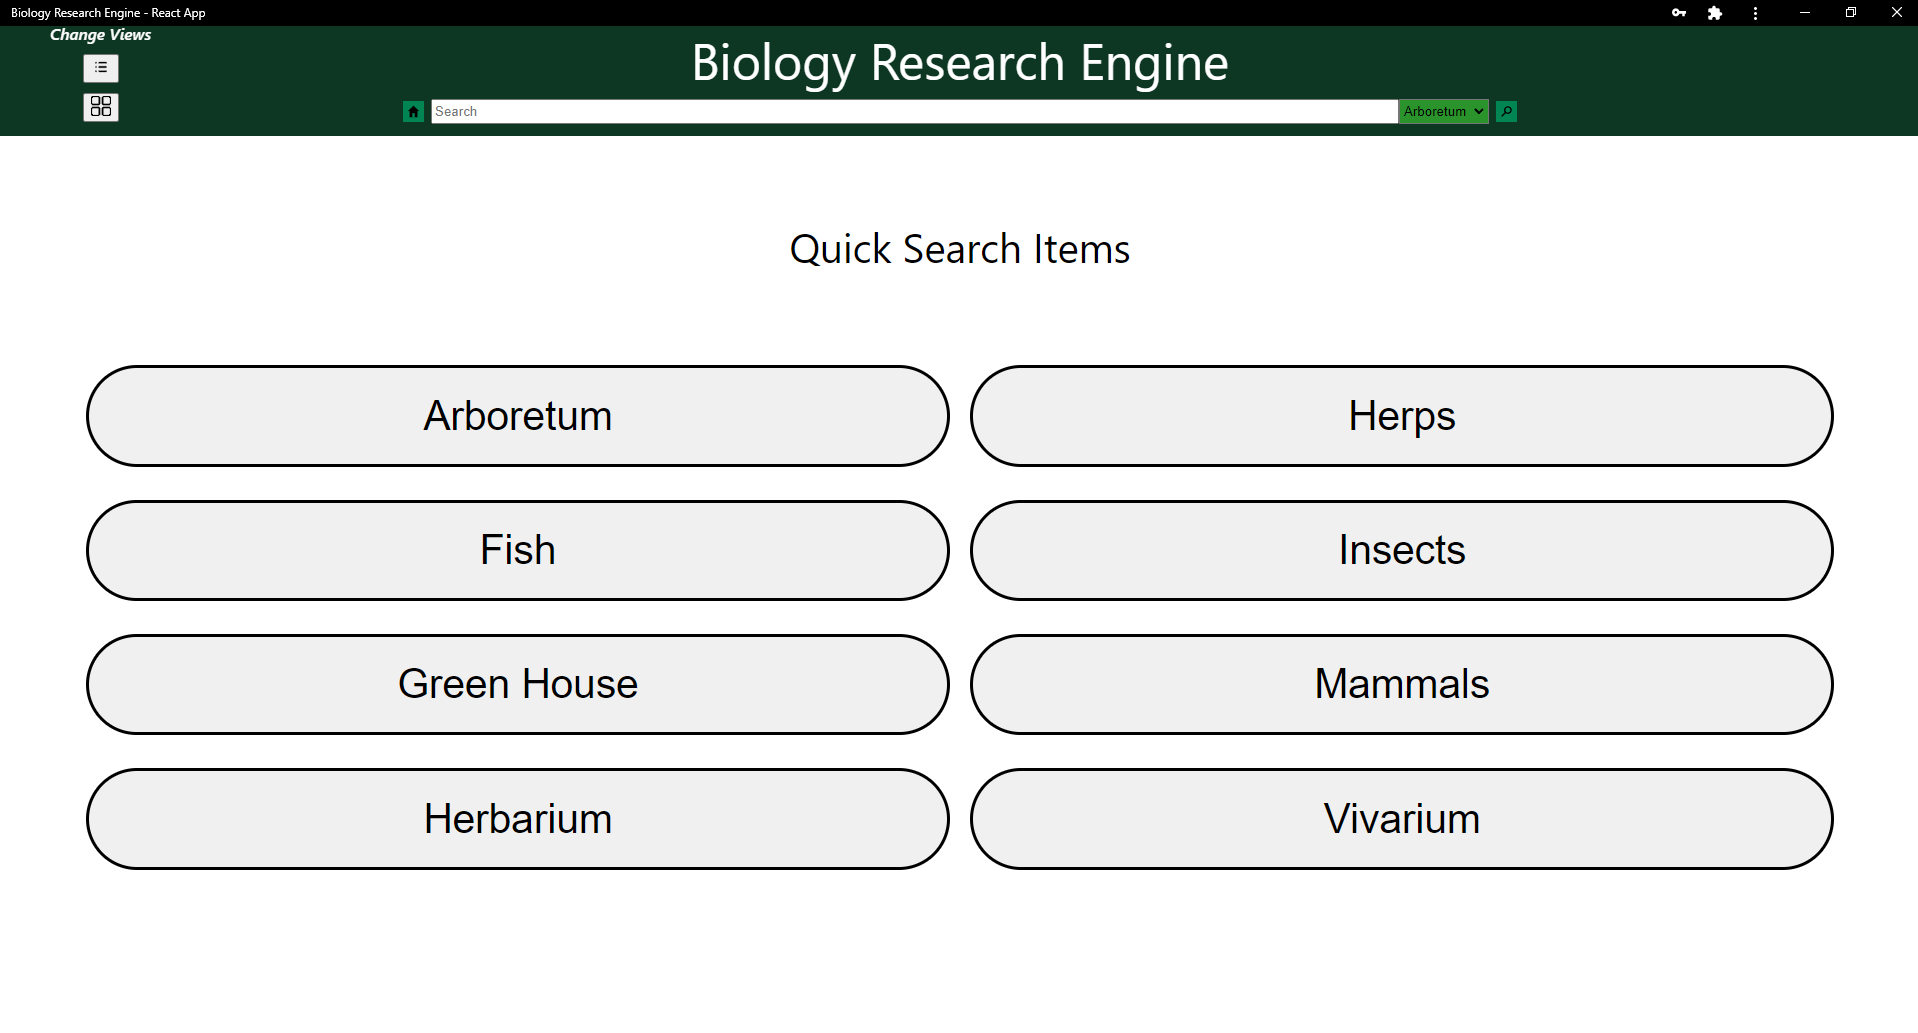 Biology Research Engine - React App
Change Views
Biology Research Engine
Search
Arboretum
Quick Search Items
Arboretum
Herps
Fish
Insects
Green House
Mammals
Herbarium
Vivarium